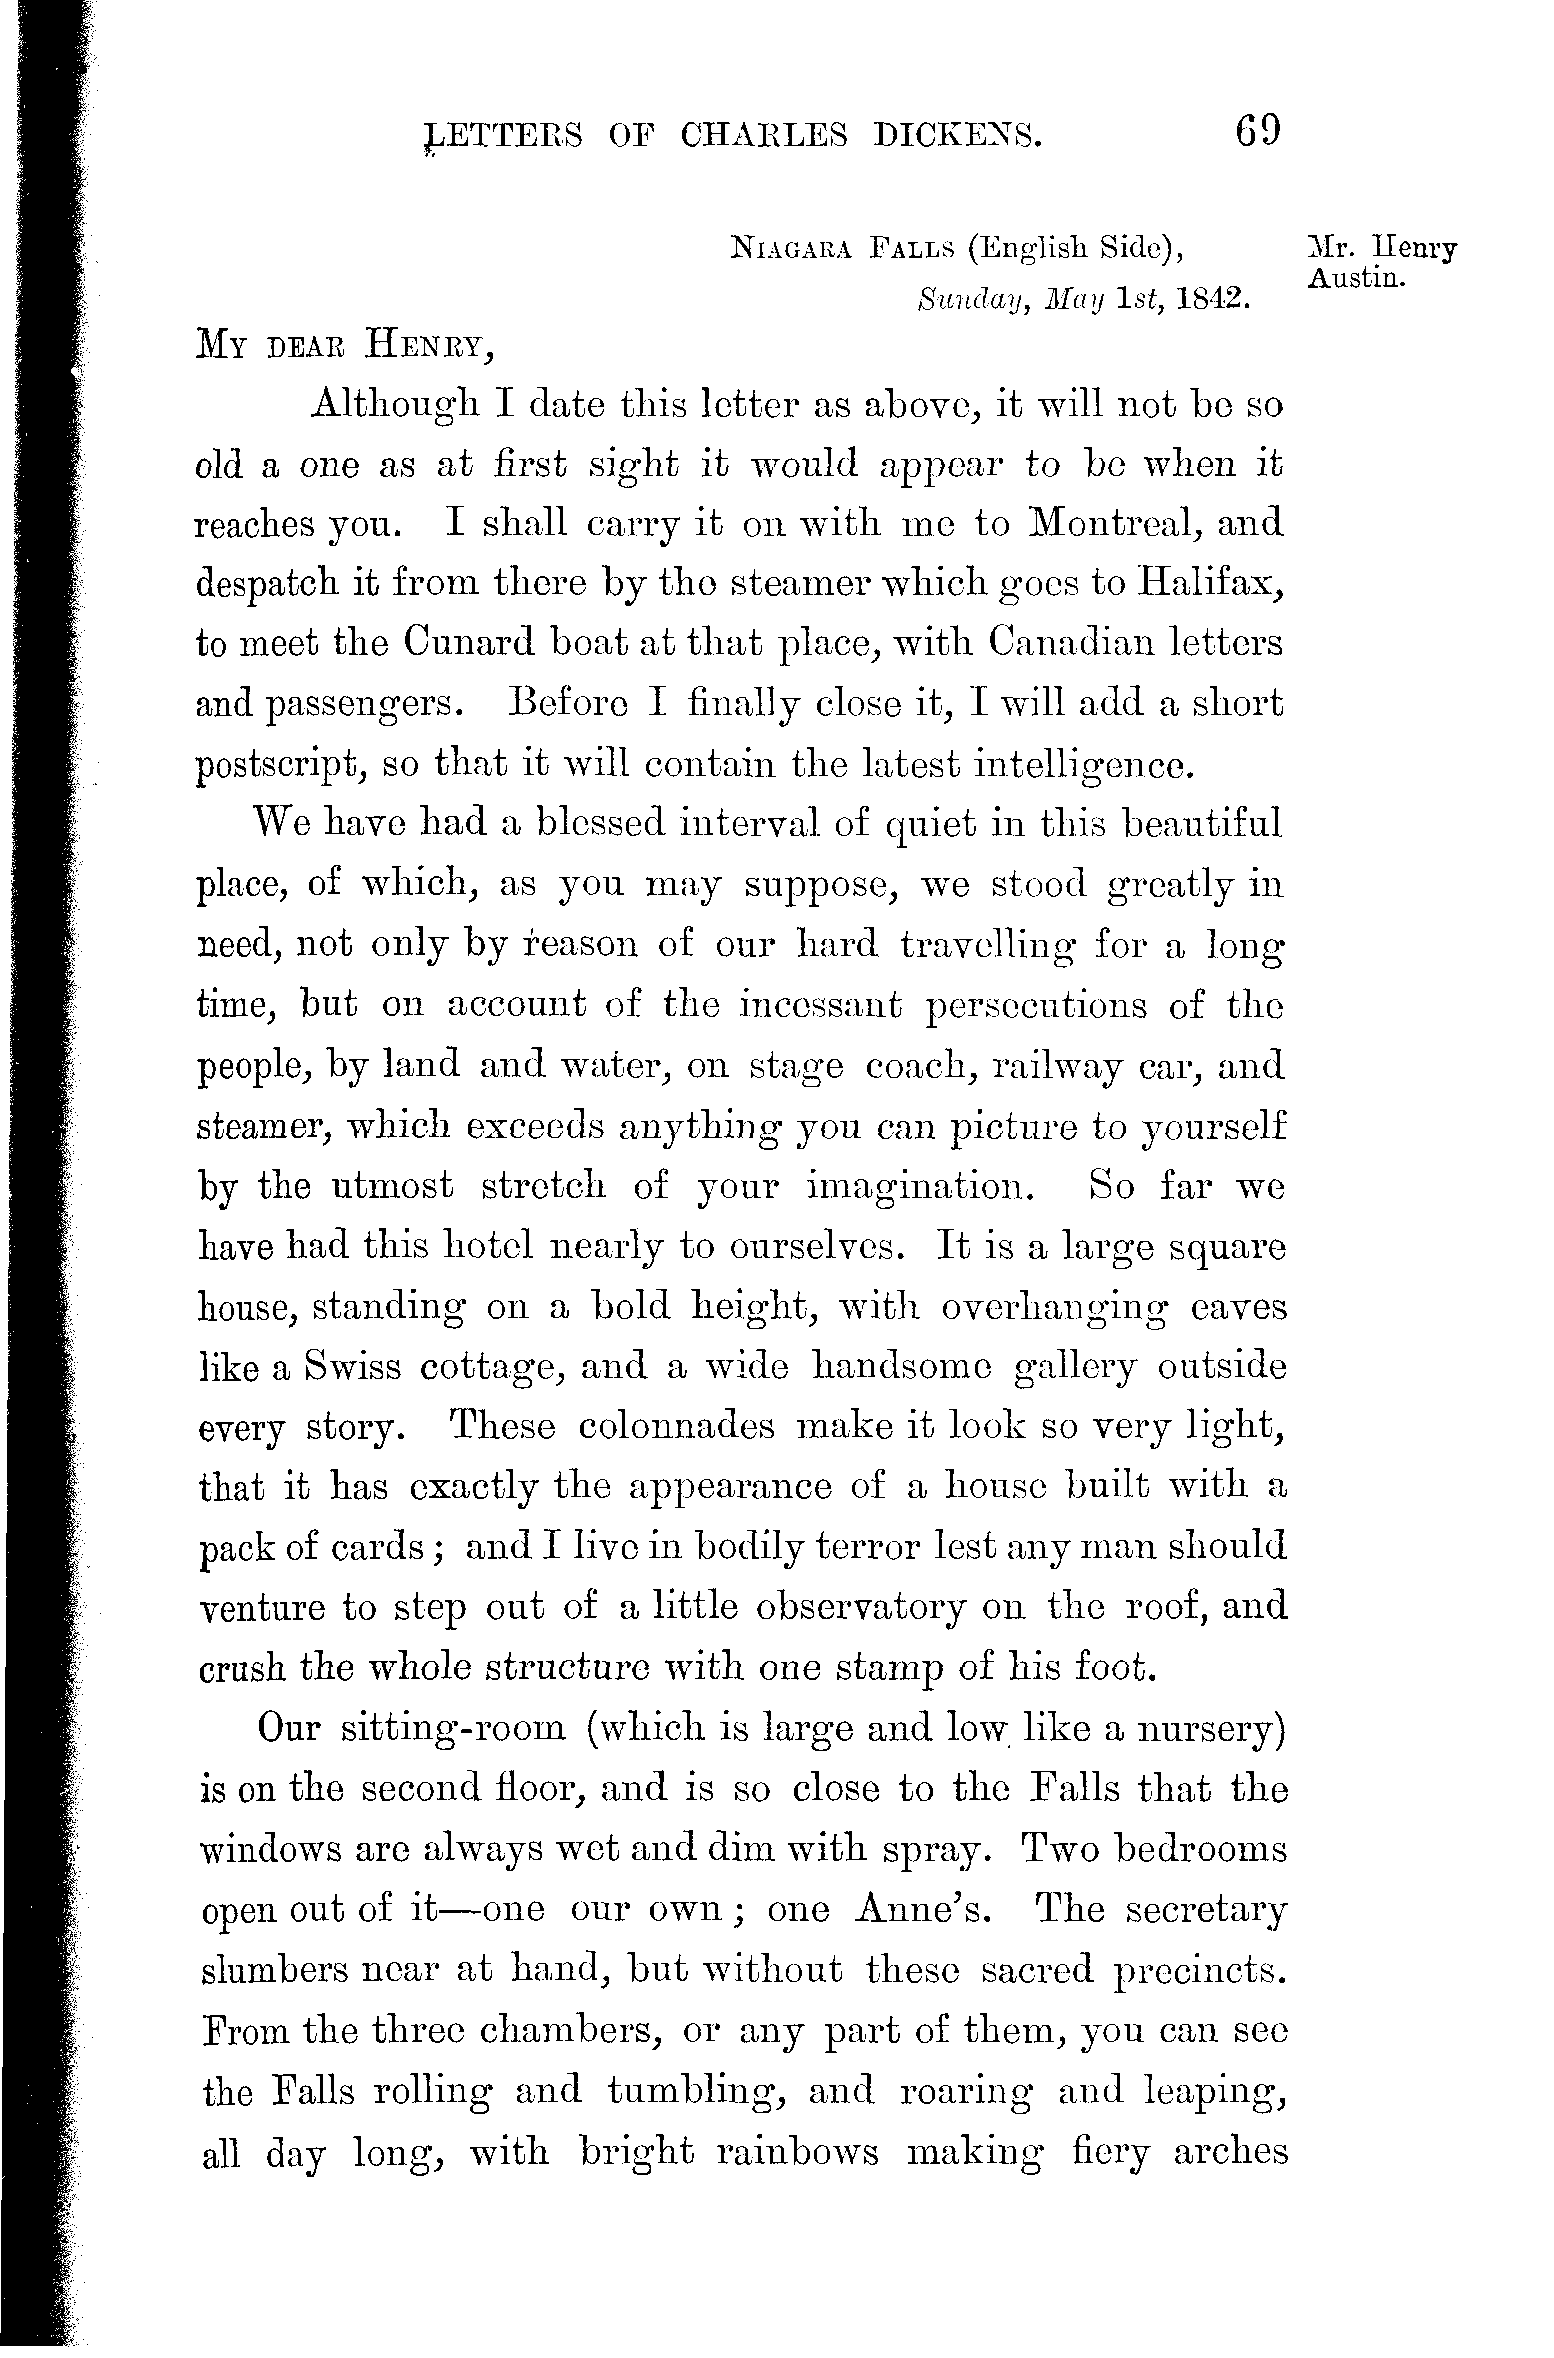 LETTERS OF CHARLES DICKENS. 69
NIAGARA FALLS (English Side),
Mr. Henry
Austin.
Sunday, May 1st, 1842.
MY DEAR HENRY,
Although I date this letter as above, it will not be so
old a one as at first sight it would appear to be when it
reaches you. I shall carry it on with me to Montreal, and
despatch it from there by the steamer which goes to Halifax,
to meet the Cunard boat at that place, with Canadian letters
and passengers. Before I finally close it, I will add a short
postscript, so that it will contain the latest intelligence.
We have had a blessed interval of quiet in this beautiful
place, of which, as you may suppose, we stood greatly in
need, not only by reason of our hard travelling for a long
time, but on account of the incessant persecutions of the
people, by land and water, on stage coach, railway car, and
steamer, which exceeds anything you can picture to yourself
by the utmost stretch of your imagination. So far we
have had this hotel nearly to ourselves. It is a large square
house, standing on a bold height, with overhanging eaves
like a Swiss cottage, and a wide handsome gallery outside
every story. These colonnades make it look so very light,
that it has exactly the appearance of a house built with a
pack of cards; and I live in bodily terror lest any man should
venture to step out of a little observatory on the roof, and
crush the whole structure with one stamp of his foot.
Our sitting-room (which is large and low like a nursery)
is on the second floor, and is so close to the Falls that the
windows are always wet and dim with spray. Two bedrooms
open out of it—one our own; one Anne's. The secretary
slumbers near at hand, but without these sacred precincts.
From the three chambers, or any part of them, you can see
the Falls rolling and tumbling, and roaring and leaping,
all day long, with bright rainbows making fiery arches